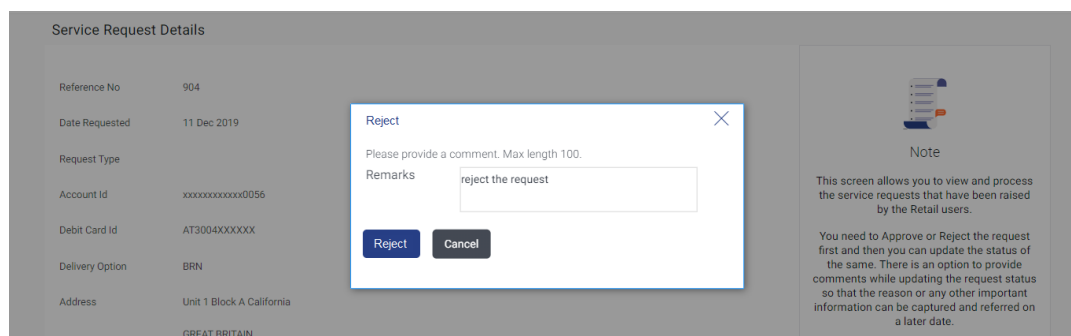 Service Request Details
Reference No 904
Date Requested 11 Dec 2019
Request Type
Account Id xxxxxxxxxxxx0056
Debit Card Id AT3004XXXXXX
Delivery Option BRN
Address Unit 1 Block A California
GREAT BRITAIN
Reject
Please provide a comment. Max length 100.
Remarks reject the request
Reject Cancel
Note
This screen allows you to view and process
the service requests that have been raised
by the Retail users.
You need to Approve or Reject the request
first and then you can update the status of
the same. There is an option to provide
comments while updating the request status
so that the reason or any other important
information can be captured and referred on
a later date.